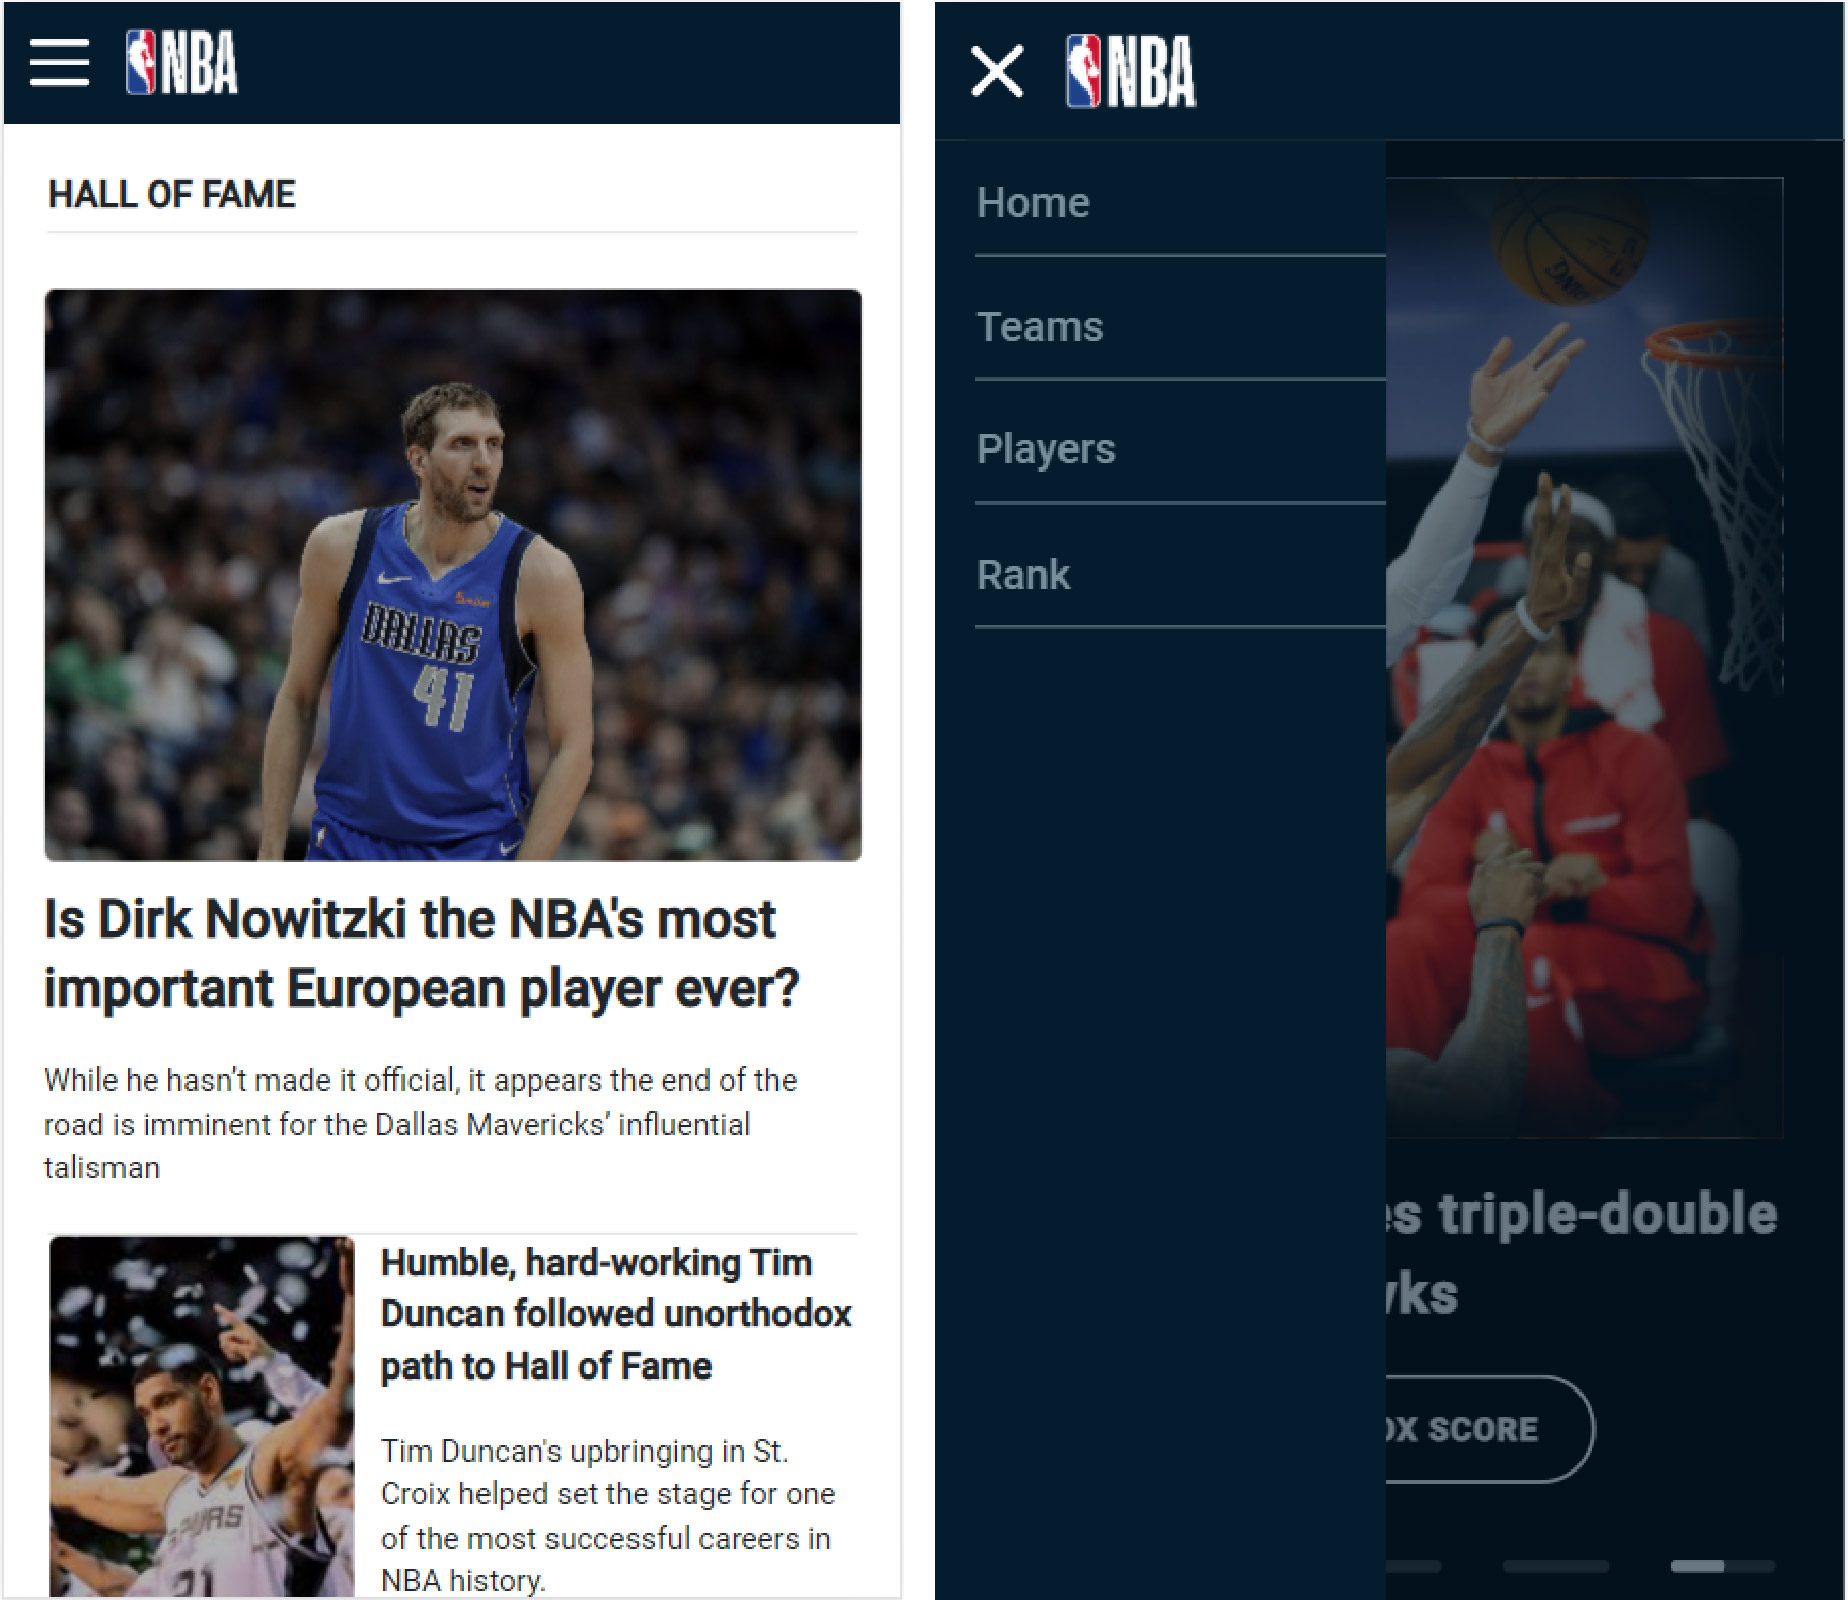 NBA
HALL OF FAME
DALLAS
41
Is Dirk Nowitzki the NBA's most
important European player ever?
While he hasn't made it official, it appears the end of the
road is imminent for the Dallas Mavericks’ influential
talisman
Humble, hard-working Tim
Duncan followed unorthodox
path to Hall of Fame
Tim Duncan's upbringing in St.
Croix helped set the stage for one
of the most successful careers in
NBA history.
21
NBA
Home
Teams
Players
Rank
es triple-double
wks
OX SCORE